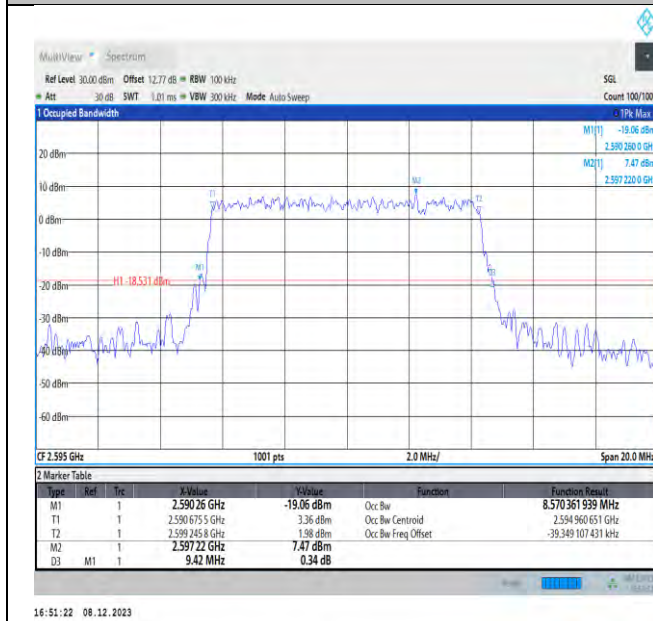 MultiView Spectrum
Ref Level 30.00 dBm Offset 12.77 dB RBW 100 kHz SGL
Att 30 dB SWT 1.01 ms VBW 300 kHz Mode Auto Sweep Count 100/100
1 Occupied Bandwidth 1Pk Max
M1[1] -19.06 dBm
2.590 260 0 GHz
M2[1] 7.47 dBm
2.597 220 0 GHz
20 dBm
10 dBm
M2
T1 T2
0 dBm
-10 dBm
M1 D3
H1 -18.531 dBm
-20 dBm
-30 dBm
-40 dBm
-50 dBm
-60 dBm
CF 2.595 GHz 1001 pts 2.0 MHz/ Span 20.0 MHz
2 Marker Table
Type Ref Trc X-Value Y-Value Function Function Result
M1 1 2.590 26 GHz -19.06 dBm Occ Bw 8.570 361 939 MHz
T1 1 2.590 675 5 GHz 3.36 dBm Occ Bw Centroid 2.594 960 651 GHz
T2 1 2.599 245 8 GHz 1.98 dBm Occ Bw Freq Offset -39.349 107 431 kHz
M2 1 2.597 22 GHz 7.47 dBm
D3 M1 1 9.42 MHz 0.34 dB
16:51:22 08.12.2023